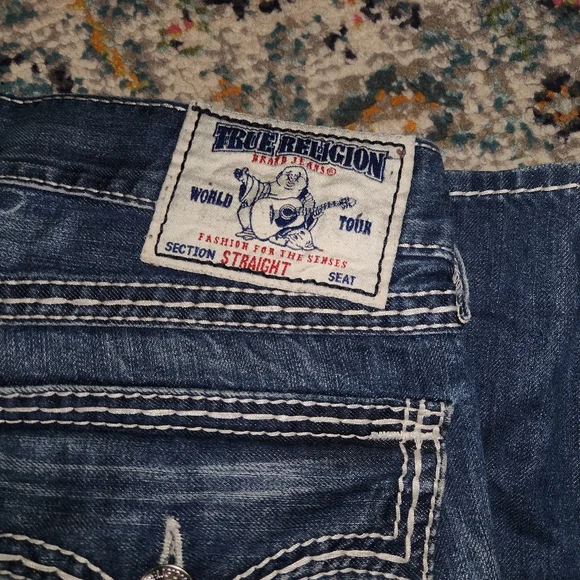 TRUE RELIGION
BRAND JEANS®
WORLD TOUR
FASHION FOR THE SENSES
SECTION STRAIGHT SEAT